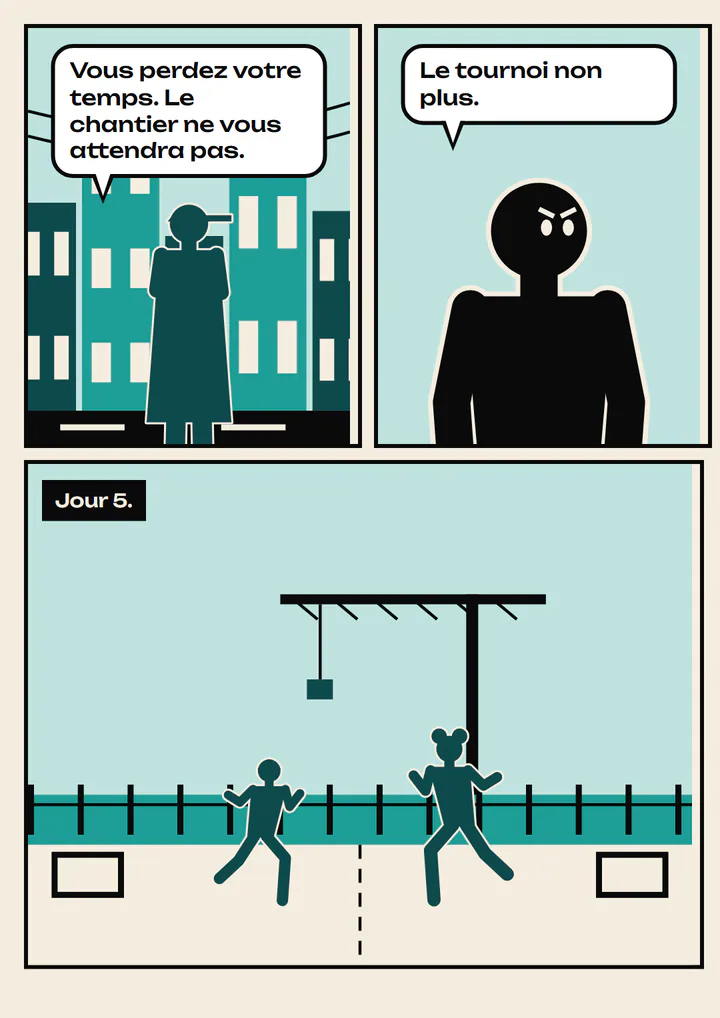 Vous perdez votre
temps. Le
chantier ne vous
attendra pas.
Le tournoi non
plus.
Jour 5.